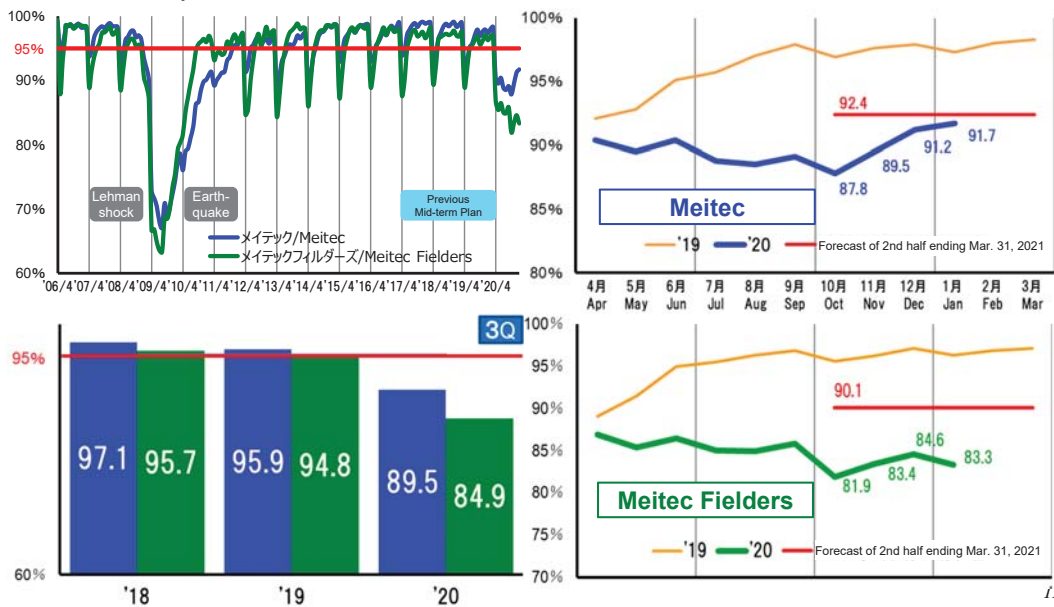 100%
95%
90%
80%
70%
60%
Lehman
shock
Earth-
quake
Previous
Mid-term Plan
メイテック/Meitec
メイテックフィルダーズ/Meitec Fielders
'06/4'07/4'08/4'09/4'10/4'11/4'12/4'13/4'14/4'15/4'16/4'17/4'18/4'19/4'20/4
100%
95%
90%
85%
80%
92.4
87.8
89.5
91.2
91.7
Meitec
'19
'20
Forecast of 2nd half ending Mar. 31, 2021
4月 5月 6月 7月 8月 9月 10月 11月 12月 1月 2月 3月
Apr May Jun Jul Aug Sep Oct Nov Dec Jan Feb Mar
3Q
95%
60%
97.1
95.7
95.9
94.8
89.5
84.9
'18
'19
'20
100%
95%
90%
85%
80%
75%
70%
90.1
81.9
83.4
84.6
83.3
Meitec Fielders
'19
'20
Forecast of 2nd half ending Mar. 31, 2021